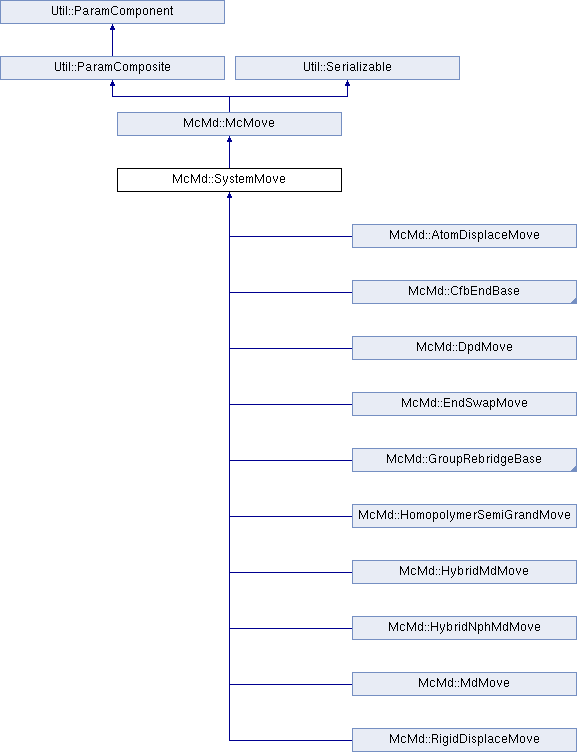 Util::ParamComponent
Util::ParamComposite
Util::Serializable
McMd::McMove
McMd::SystemMove
McMd::AtomDisplaceMove
McMd::CfbEndBase
McMd::DpdMove
McMd::EndSwapMove
McMd::GroupRebridgeBase
McMd::HomopolymerSemiGrandMove
McMd::HybridMdMove
McMd::HybridNphMdMove
McMd::MdMove
McMd::RigidDisplaceMove